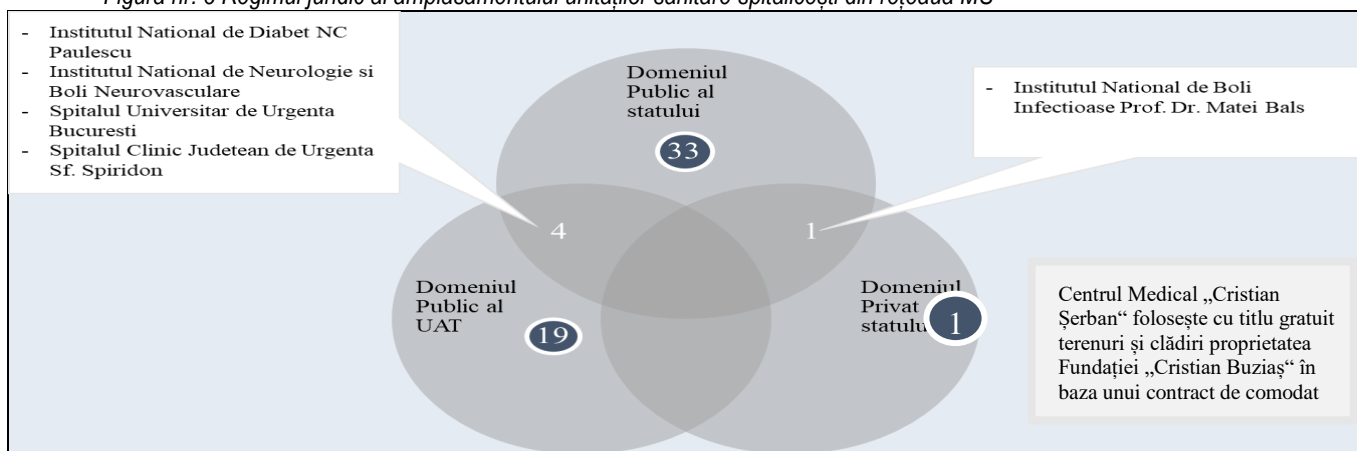 - Institutul National de Diabet NC
Paulescu
- Institutul National de Neurologie si
Boli Neurovasculare
- Spitalul Universitar de Urgenta
Bucuresti
- Spitalul Clinic Judetean de Urgenta
Sf. Spiridon
Domeniul
Public al
statului
33
- Institutul National de Boli
Infectioase Prof. Dr. Matei Bals
4
1
Domeniul
Public al
UAT
19
Domeniul
Privat
statulu
1
Centrul Medical „Cristian
Șerban“ folosește cu titlu gratuit
terenuri și clădiri proprietatea
Fundației „Cristian Buziaș“ în
baza unui contract de comodat